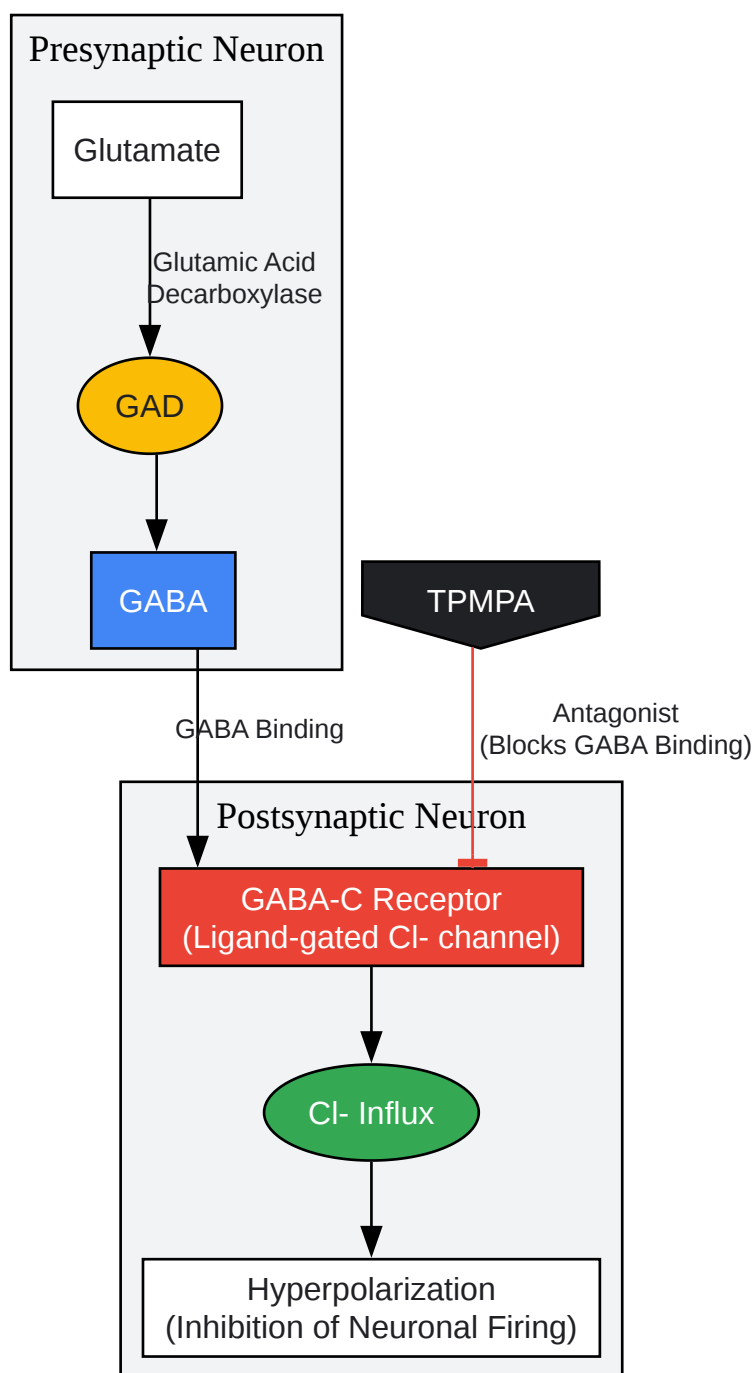 Presynaptic Neuron
Glutamate
Glutamic Acid
Decarboxylase
GAD
GABA
TPMPA
GABA Binding
Antagonist
(Blocks GABA Binding)
Postsynaptic Neuron
GABA-C Receptor
(Ligand-gated Cl- channel)
Cl- Influx
Hyperpolarization
(Inhibition of Neuronal Firing)